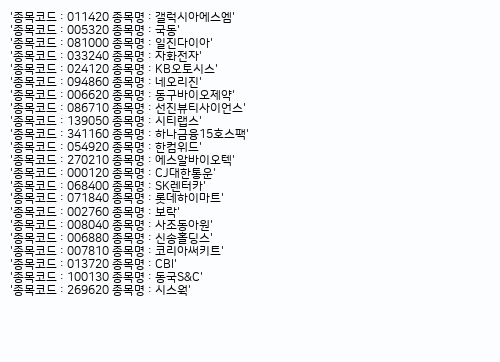 '종목코드 : 011420 종목명 : 갤럭시아에스엠'
'종목코드 : 005320 종목명 : 국동'
'종목코드 : 081000 종목명 : 일진다이아'
'종목코드 : 033240 종목명 : 자화전자'
'종목코드 : 024120 종목명 : KB오토시스'
'종목코드 : 094860 종목명 : 네오리진'
'종목코드 : 006620 종목명 : 동구바이오제약'
'종목코드 : 086710 종목명 : 선진뷰티사이언스'
'종목코드 : 139050 종목명 : 시티랩스'
'종목코드 : 341160 종목명 : 하나금융15호스팩'
'종목코드 : 054920 종목명 : 한컴위드'
'종목코드 : 270210 종목명 : 에스알바이오텍'
'종목코드 : 000120 종목명 : CJ대한통운'
'종목코드 : 068400 종목명 : SK렌터카'
'종목코드 : 071840 종목명 : 롯데하이마트'
'종목코드 : 002760 종목명 : 보락'
'종목코드 : 008040 종목명 : 사조동아원'
'종목코드 : 006880 종목명 : 신송홀딩스'
'종목코드 : 007810 종목명 : 코리아써키트'
'종목코드 : 013720 종목명 : CBI'
'종목코드 : 100130 종목명 : 동국S&C'
'종목코드 : 269620 종목명 : 시스웍'